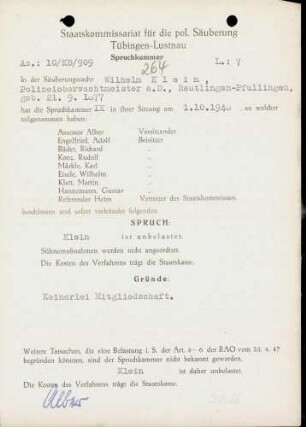 Staatskommissariat für die pol. Säuberung
Tübingen-Lustnau
Spruchkammer
Az.: 10/KD/909
264
L.: 7
In der Säuberungssache Wilhelm Klein,
Polizeioberwachtmeister a.D., Reutlingen-Pfullingen,
geb. 21.9.1877
hat die Spruchkammer IX in ihrer Sitzung am 1.10.1948 an welcher
teilgenommen haben:
Assessor Alber Vorsitzender
Engelfried, Adolf Beisitzer
Bäder, Richard "
Kenz, Rudolf "
Märkle, Karl "
Eisele, Wilhelm "
Klett, Martin "
Hannemann, Gustav "
Referendar Heim Vertreter des Staatskommissars
beschlossen und sofort verkündet folgenden
SPRUCH:
Klein ist unbelastet.
Sühnemaßnahmen werden nicht angeordnet.
Die Kosten des Verfahrens trägt die Staatskasse.
Gründe:
Keinerlei Mitgliedschaft.
Weitere Tatsachen, die eine Belastung i. S. der Art. 4–6 der RAO vom 25. 4. 47
begründen können, sind der Spruchkammer nicht bekannt geworden.
Klein ist daher unbelastet.
Die Kosten des Verfahrens trägt die Staatskasse.
Alber